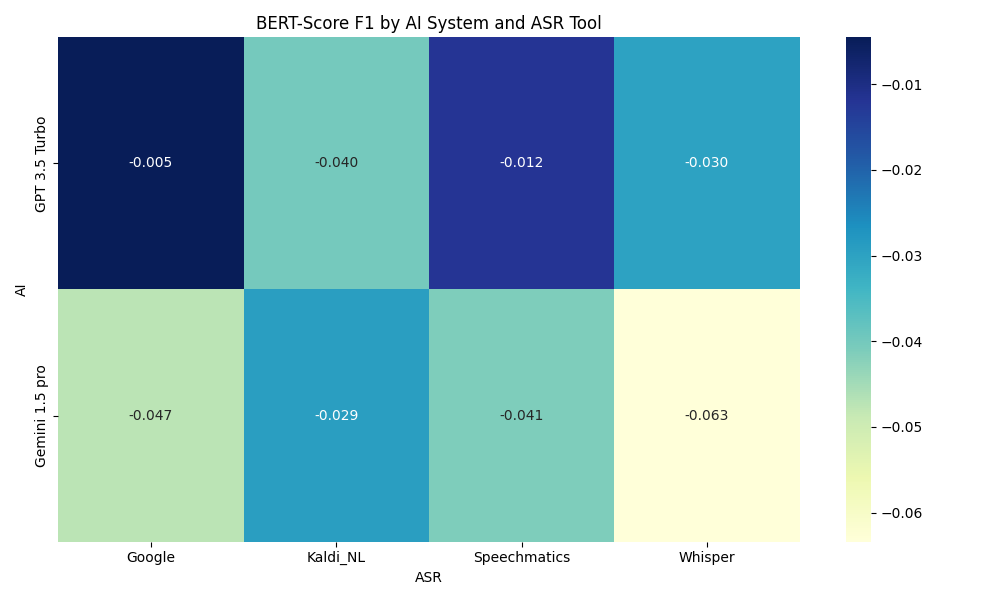 BERT-Score F1 by AI System and ASR Tool
AI
GPT 3.5 Turbo
-0.005 -0.040 -0.012 -0.030
Gemini 1.5 pro
-0.047 -0.029 -0.041 -0.063
Google Kaldi_NL Speechmatics Whisper
ASR
−0.01
−0.02
−0.03
−0.04
−0.05
−0.06